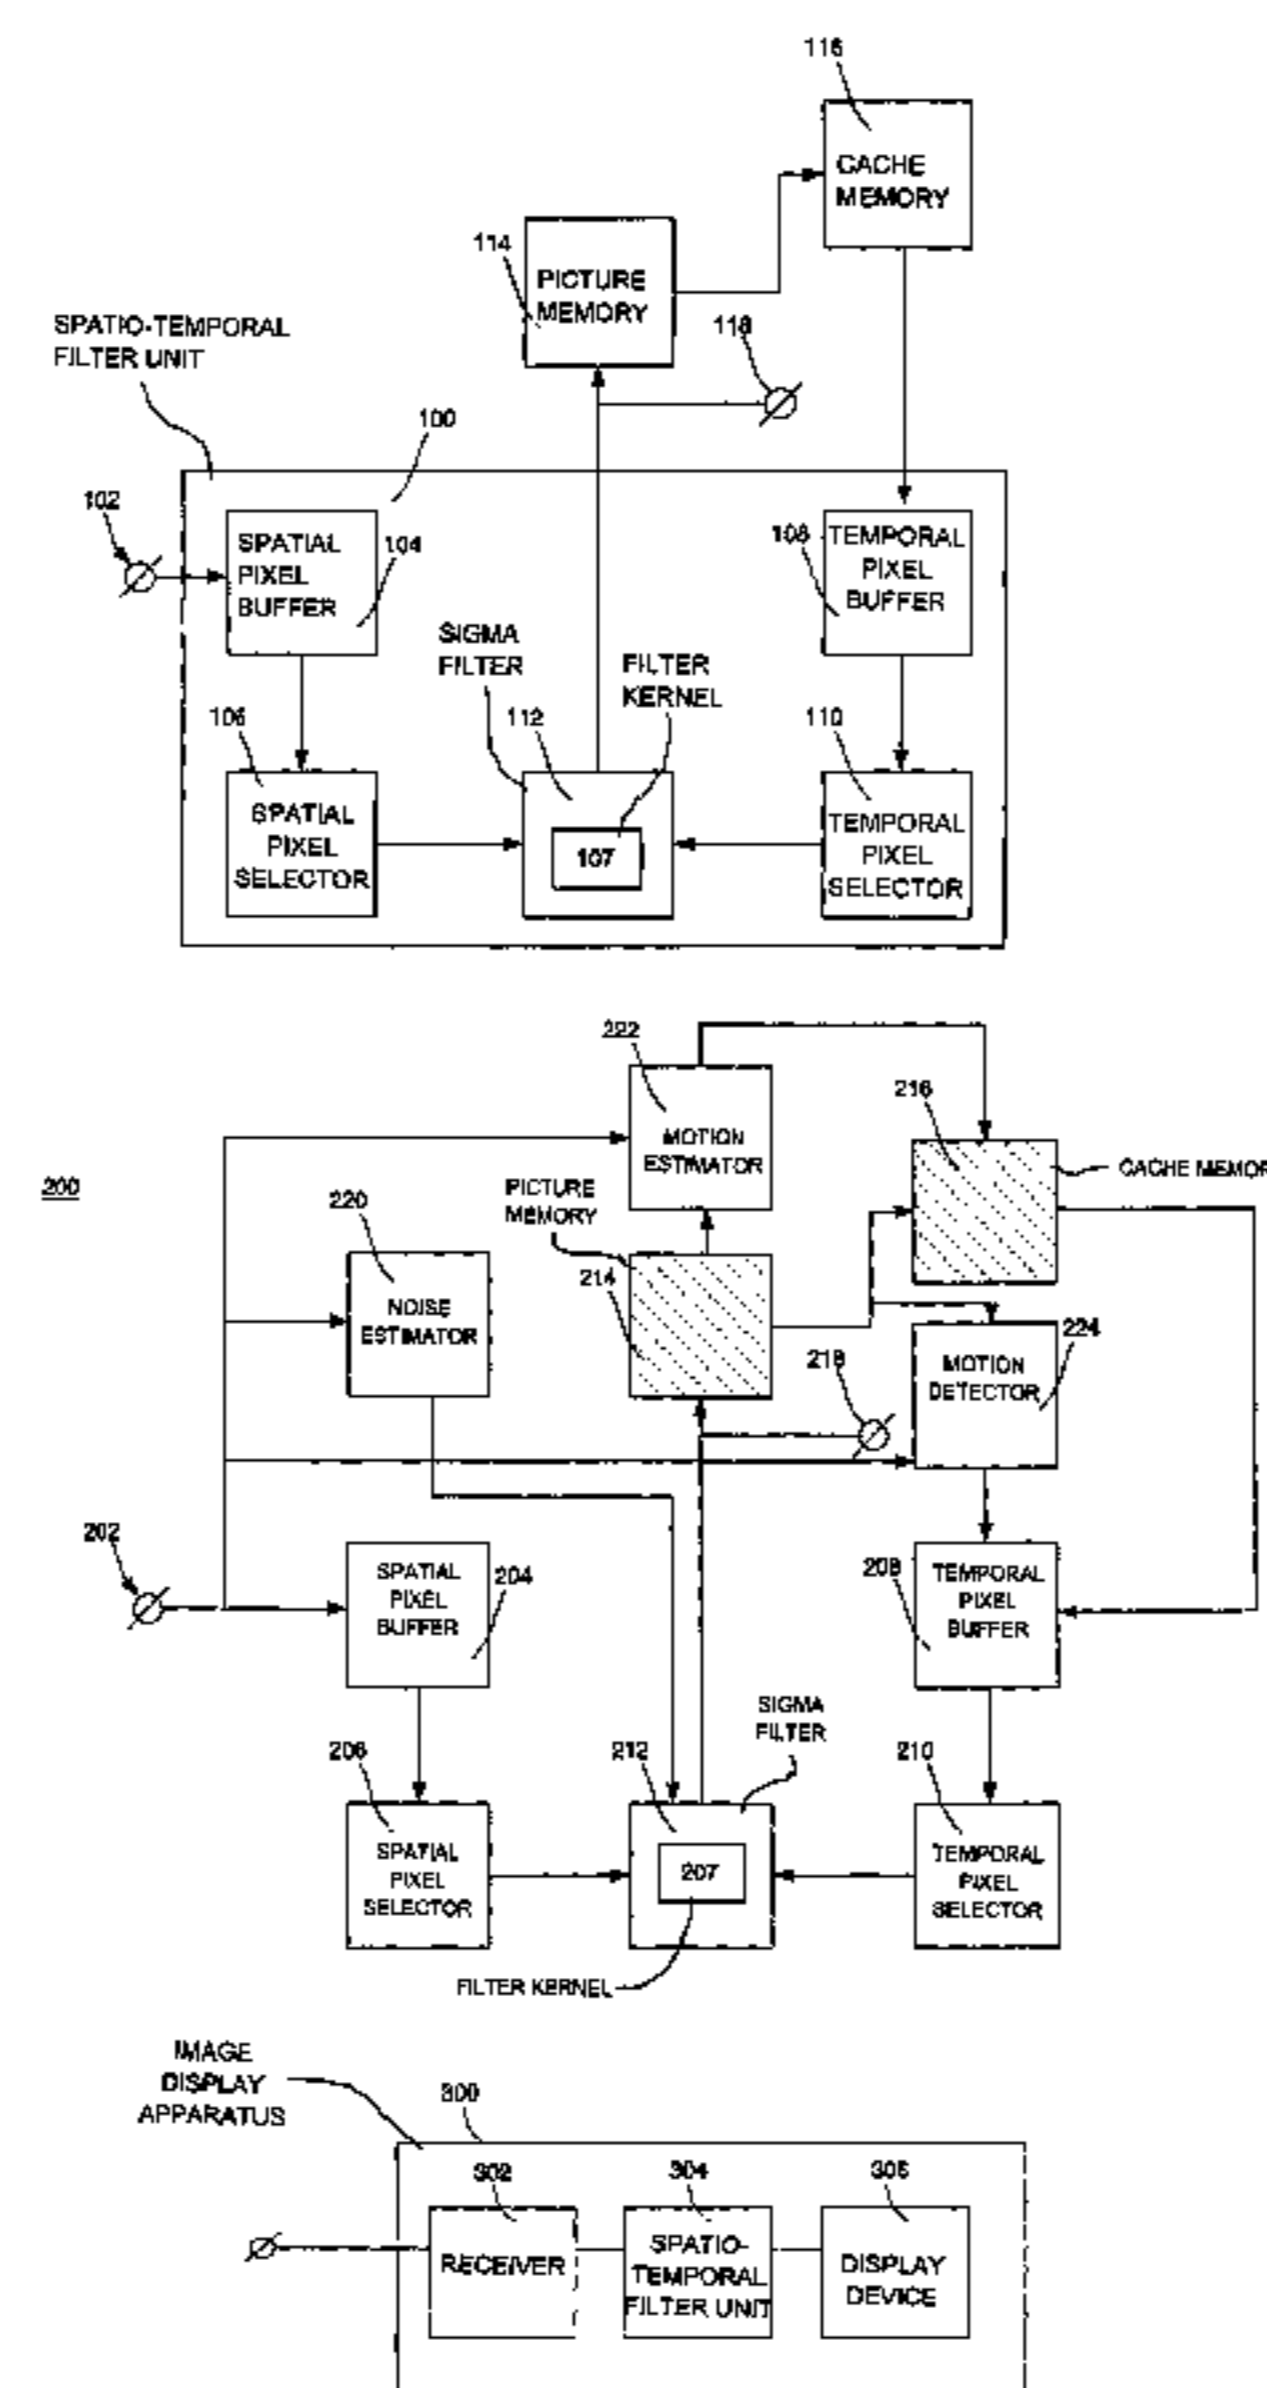 116
CACHE
MEMORY
114
PICTURE
MEMORY
118
SPATIO-TEMPORAL
FILTER UNIT
100
102
SPATIAL
PIXEL
BUFFER
104
108
TEMPORAL
PIXEL
BUFFER
SIGMA
FILTER
FILTER
KERNEL
106
112
110
SPATIAL
PIXEL
SELECTOR
107
TEMPORAL
PIXEL
SELECTOR
222
MOTION
ESTIMATOR
216
CACHE MEMOR
200
220
PICTURE
MEMORY
214
NOISE
ESTIMATOR
218
224
MOTION
DETECTOR
202
SPATIAL
PIXEL
BUFFER
204
208
TEMPORAL
PIXEL
BUFFER
SIGMA
FILTER
206
212
210
SPATIAL
PIXEL
SELECTOR
207
TEMPORAL
PIXEL
SELECTOR
FILTER KERNEL
IMAGE
DISPLAY
APPARATUS
300
302
304
306
RECEIVER
SPATIO-
TEMPORAL
FILTER UNIT
DISPLAY
DEVICE